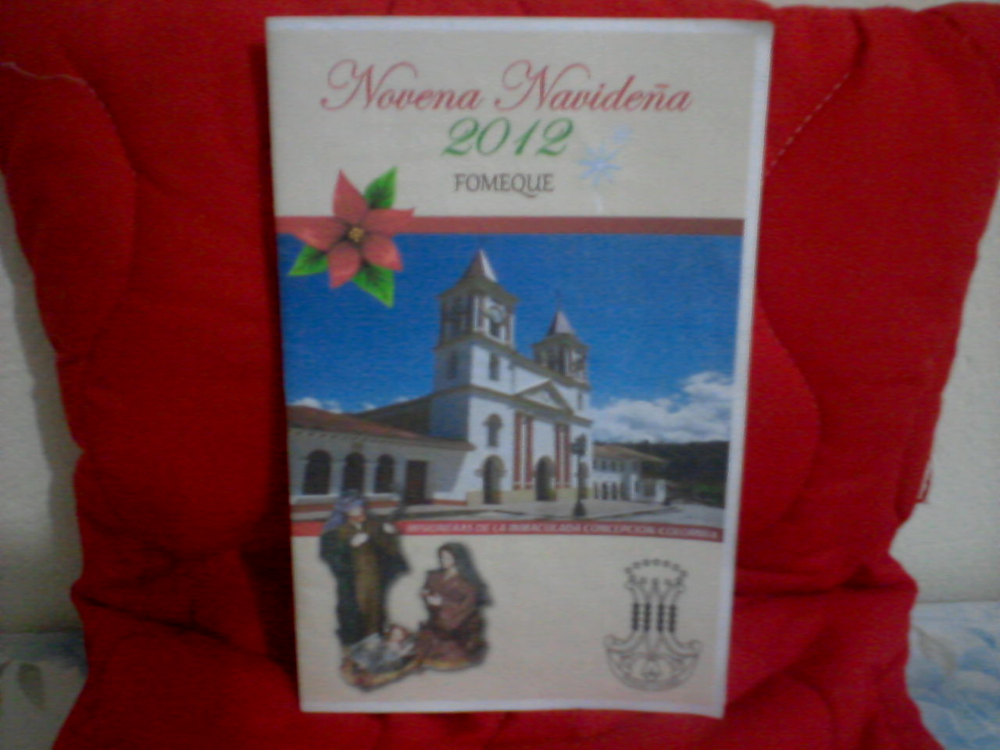 Novena Navideña
2012
FOMEQUE
MISIONERAS DE LA INMACULADA CONCEPCION COLOMBIA